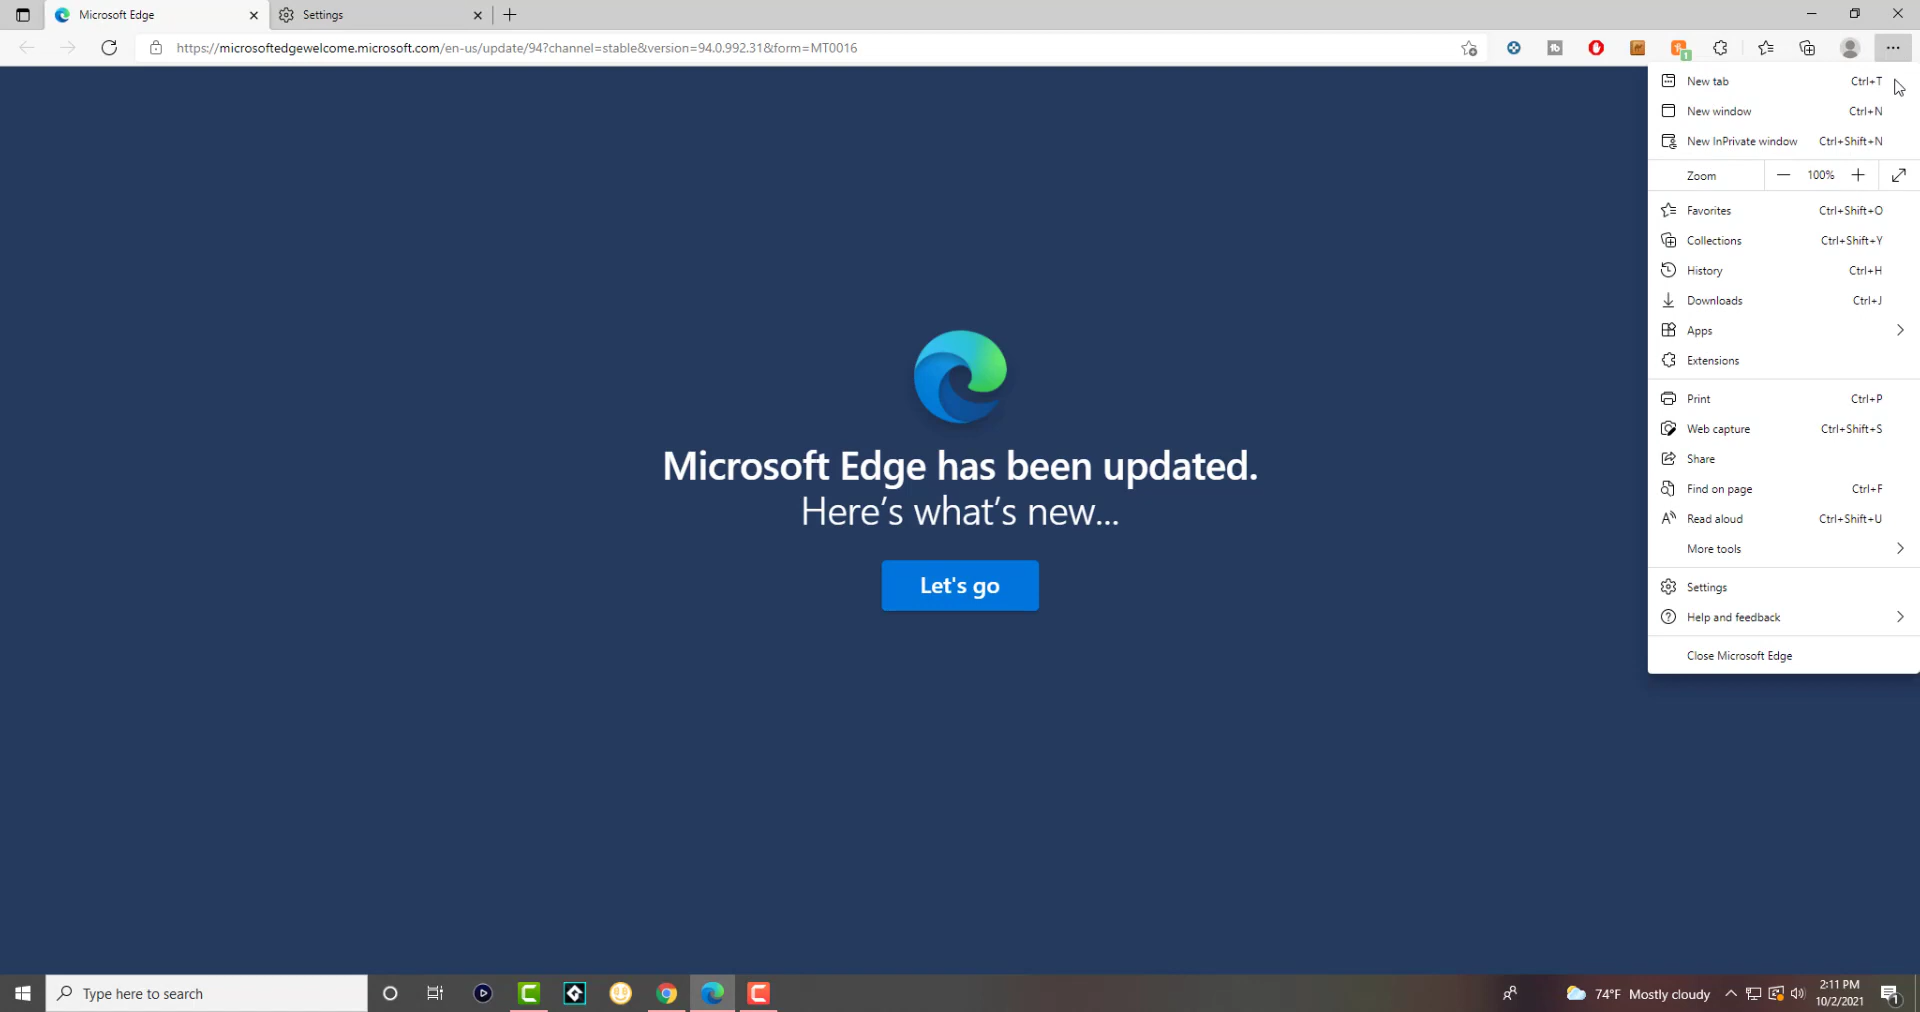 Microsoft Edge
Settings
https://microsoftedgewelcome.microsoft.com/en-us/update/94?channel=stable&version=94.0.992.31&form=MT0016
1
New tab Ctrl+T
New window Ctrl+N
New InPrivate window Ctrl+Shift+N
Zoom 100%
Favorites Ctrl+Shift+O
Collections Ctrl+Shift+Y
History Ctrl+H
Downloads Ctrl+J
Apps
Extensions
Print Ctrl+P
Web capture Ctrl+Shift+S
Share
Find on page Ctrl+F
Read aloud Ctrl+Shift+U
More tools
Settings
Help and feedback
Close Microsoft Edge
Microsoft Edge has been updated.
Here's what's new...
Let's go
Type here to search
74°F Mostly cloudy
2:11 PM
10/2/2021
1